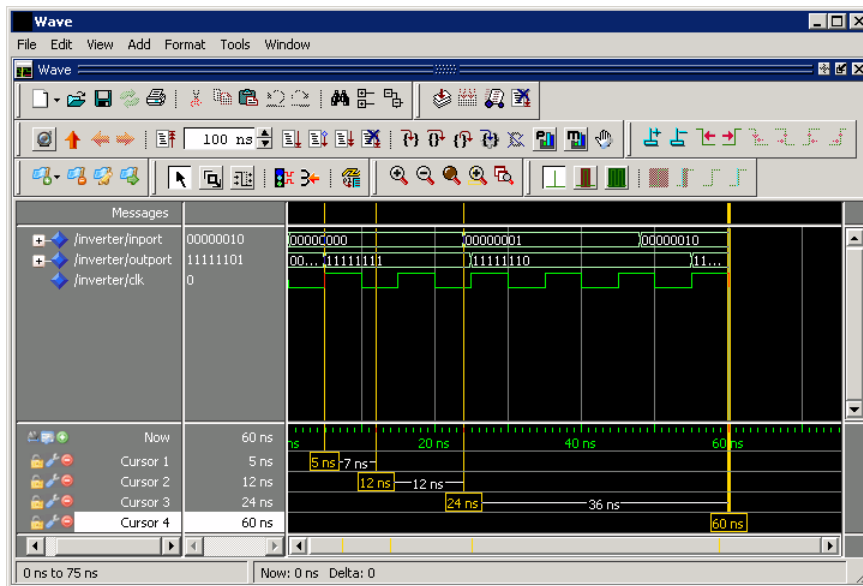 Wave
File Edit View Add Format Tools Window
Wave
100 ns
Messages
/inverter/inport 00000010 00000000 00000001 00000010
/inverter/outport 11111101 00... 11111111 11111110 11...
/inverter/clk 0
Now 60 ns ns 20 ns 40 ns 60 ns
Cursor 1 5 ns 5 ns 7 ns
Cursor 2 12 ns 12 ns 12 ns
Cursor 3 24 ns 24 ns 36 ns
Cursor 4 60 ns 60 ns
0 ns to 75 ns Now: 0 ns Delta: 0